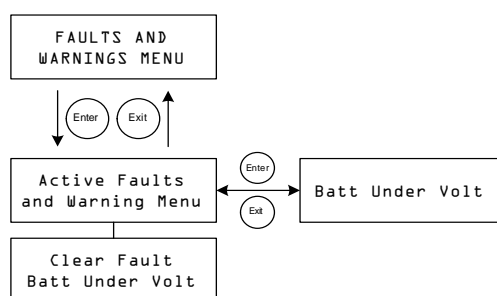 FAULTS AND
WARNINGS MENU
Enter
Exit
Active Faults
and Warning Menu
Enter
Exit
Batt Under Volt
Clear Fault
Batt Under Volt